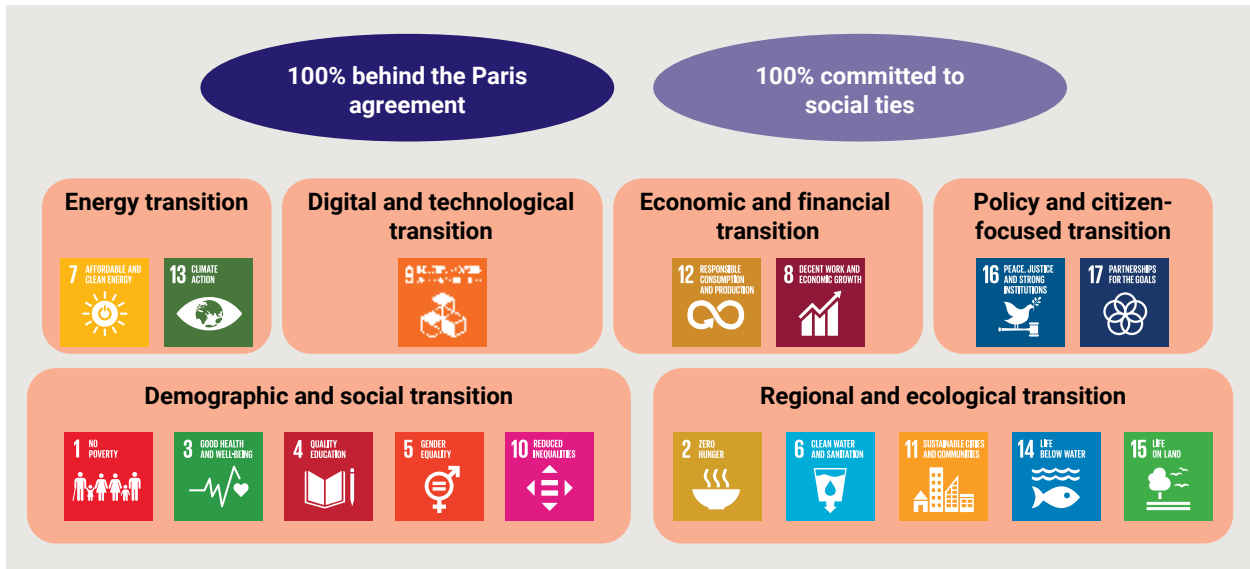 100% behind the Paris
agreement
100% committed to
social ties
Energy transition
7 AFFORDABLE AND
CLEAN ENERGY
13 CLIMATE
ACTION
Digital and technological
transition
9
Economic and financial
transition
12 RESPONSIBLE
CONSUMPTION
AND PRODUCTION
8 DECENT WORK AND
ECONOMIC GROWTH
Policy and citizen-
focused transition
16 PEACE, JUSTICE
AND STRONG
INSTITUTIONS
17 PARTNERSHIPS
FOR THE GOALS
Demographic and social transition
1 NO
POVERTY
3 GOOD HEALTH
AND WELL-BEING
4 QUALITY
EDUCATION
5 GENDER
EQUALITY
10 REDUCED
INEQUALITIES
Regional and ecological transition
2 ZERO
HUNGER
6 CLEAN WATER
AND SANITATION
11 SUSTAINABLE CITIES
AND COMMUNITIES
14 LIFE
BELOW WATER
15 LIFE
ON LAND